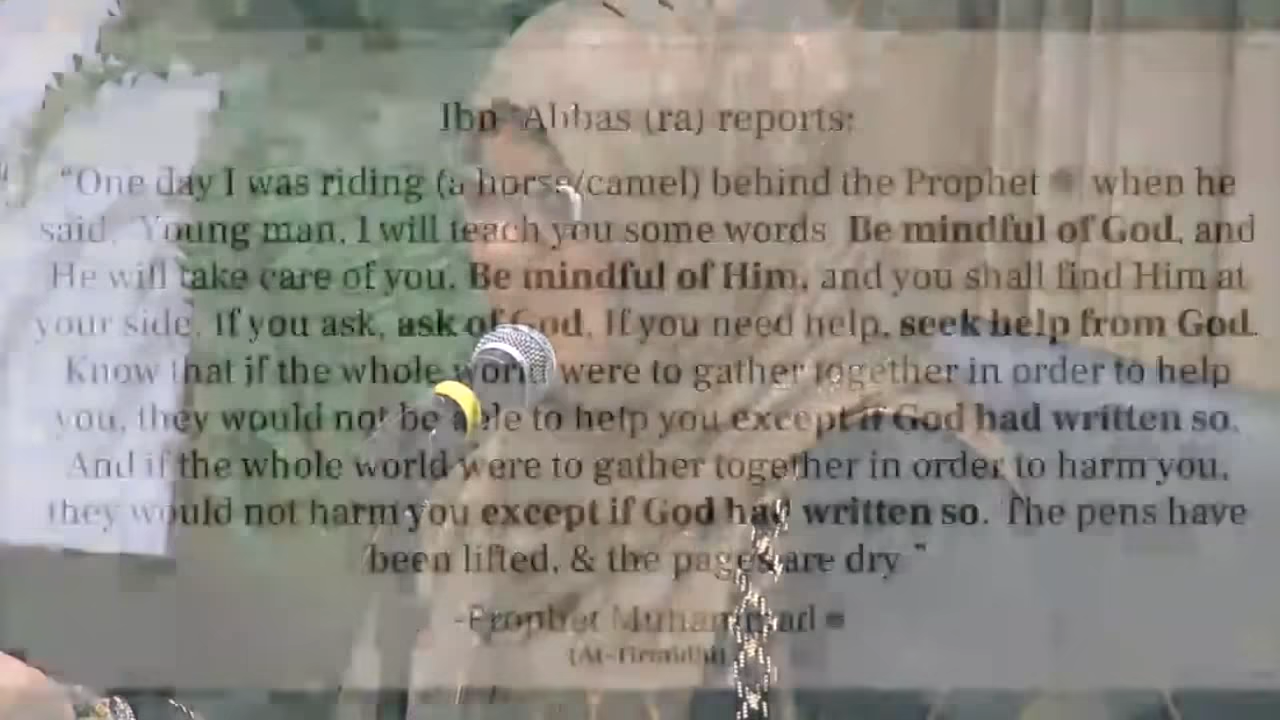 Ibn 'Abbas (ra) reports:
"One day I was riding (a horse/camel) behind the Prophet ﷺ when he
said, 'Young man, I will teach you some words. Be mindful of God, and
He will take care of you. Be mindful of Him, and you shall find Him at
your side. If you ask, ask of God. If you need help, seek help from God.
Know that if the whole world were to gather together in order to help
you, they would not be able to help you except if God had written so.
And if the whole world were to gather together in order to harm you,
they would not harm you except if God had written so. The pens have
been lifted, & the pages are dry."
-Prophet Muhammad ﷺ
(At-Tirmidhi)